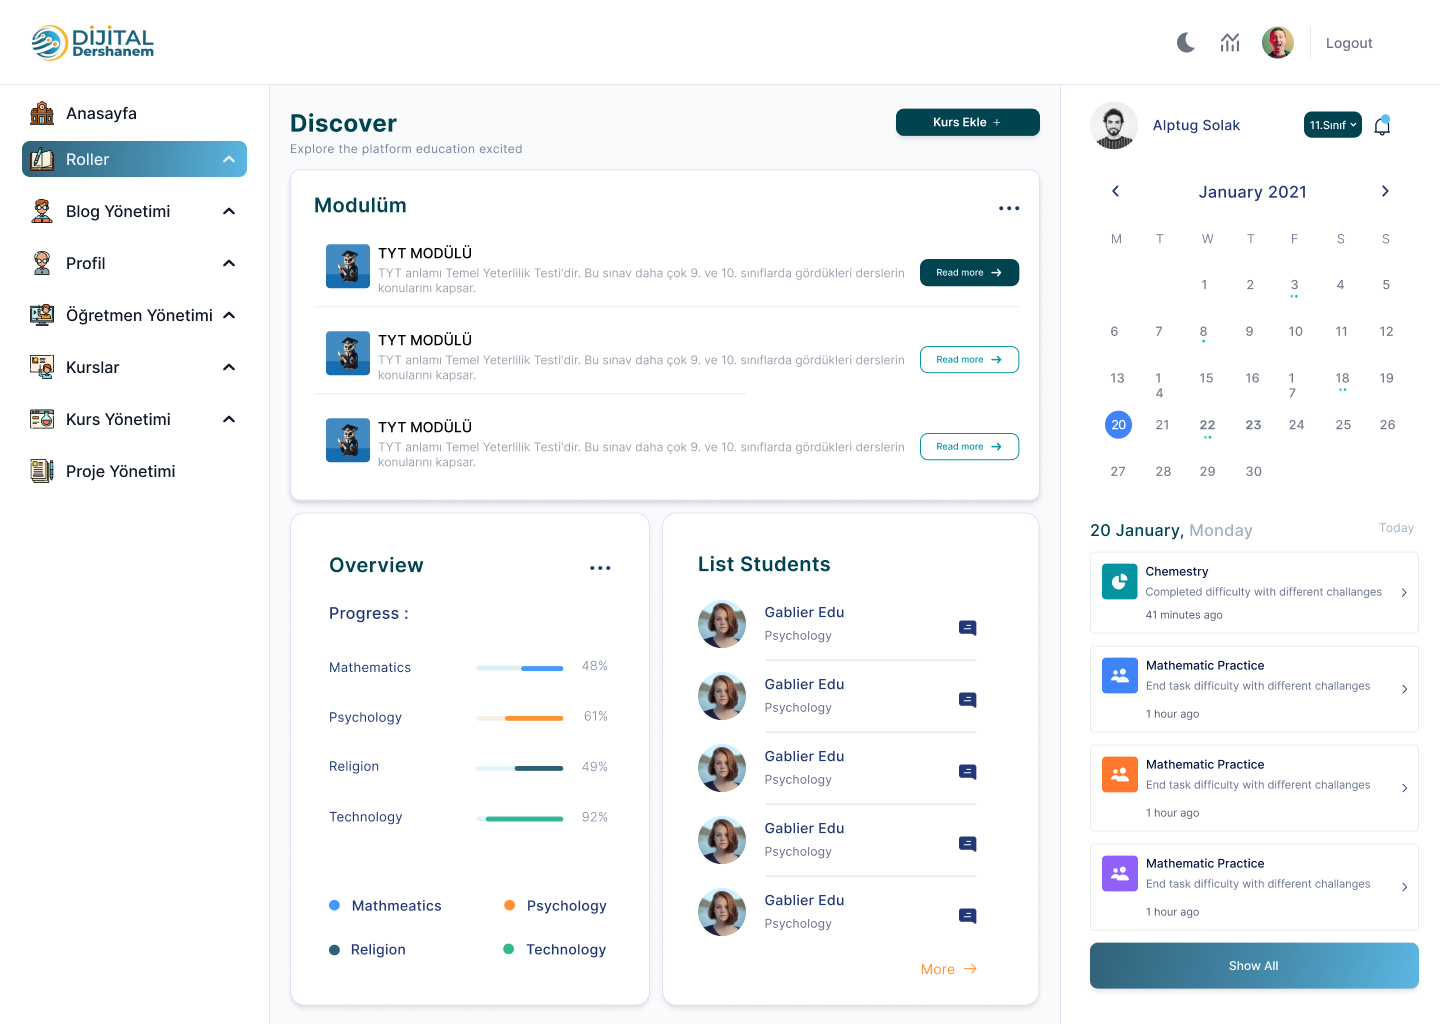 DİJİTAL
Dershanem
Logout
Anasayfa
Roller
Blog Yönetimi
Profil
Öğretmen Yönetimi
Kurslar
Kurs Yönetimi
Proje Yönetimi
Discover
Explore the platform education excited
Kurs Ekle +
Modulüm
TYT MODÜLÜ
TYT anlamı Temel Yeterlilik Testi'dir. Bu sınav daha çok 9. ve 10. sınıflarda gördükleri derslerin
konularını kapsar.
Read more
TYT MODÜLÜ
TYT anlamı Temel Yeterlilik Testi'dir. Bu sınav daha çok 9. ve 10. sınıflarda gördükleri derslerin
konularını kapsar.
Read more
TYT MODÜLÜ
TYT anlamı Temel Yeterlilik Testi'dir. Bu sınav daha çok 9. ve 10. sınıflarda gördükleri derslerin
konularını kapsar.
Read more
Overview
Progress :
Mathematics 48%
Psychology 61%
Religion 49%
Technology 92%
Mathmeatics Psychology
Religion Technology
List Students
Gablier Edu
Psychology
Gablier Edu
Psychology
Gablier Edu
Psychology
Gablier Edu
Psychology
Gablier Edu
Psychology
More
Alptug Solak
11.Sınıf
January 2021
M T W T F S S
1 2 3 4 5
6 7 8 9 10 11 12
13 14 15 16 17 18 19
20 21 22 23 24 25 26
27 28 29 30
20 January, Monday
Today
Chemestry
Completed difficulty with different challanges
41 minutes ago
Mathematic Practice
End task difficulty with different challanges
1 hour ago
Mathematic Practice
End task difficulty with different challanges
1 hour ago
Mathematic Practice
End task difficulty with different challanges
1 hour ago
Show All